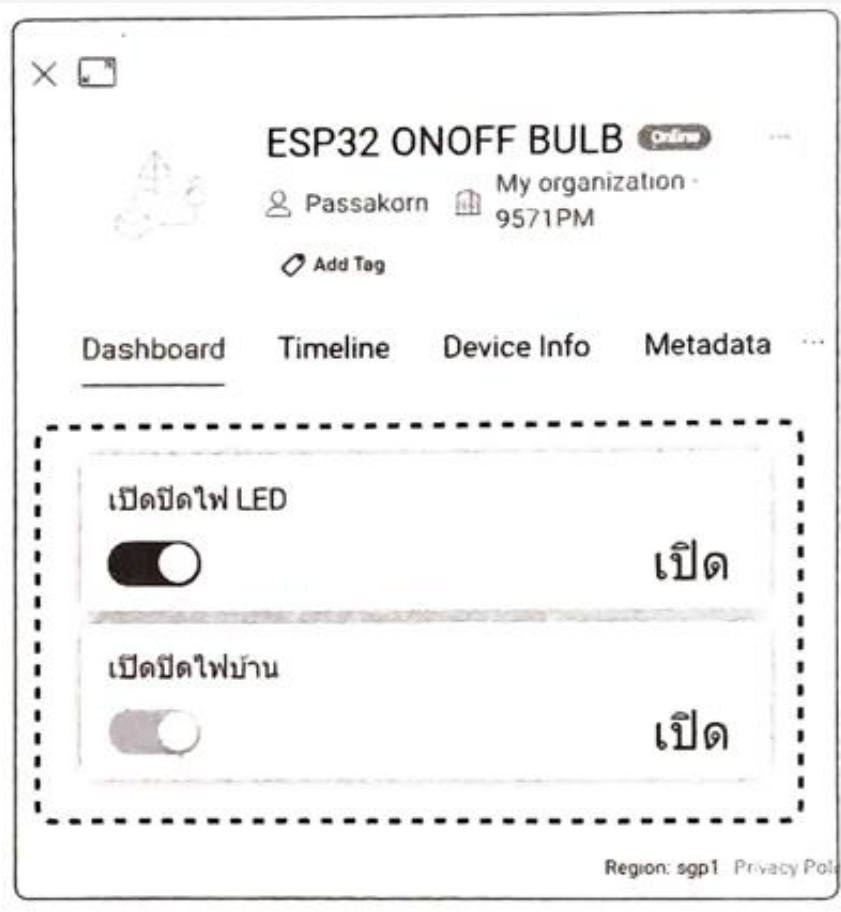 ESP32 ONOFF BULB Online
Passakorn My organization - 9571PM
Add Tag
Dashboard Timeline Device Info Metadata
เปิดปิดไฟ LED
เปิด
เปิดปิดไฟบ้าน
เปิด
Region: sgp1 Privacy